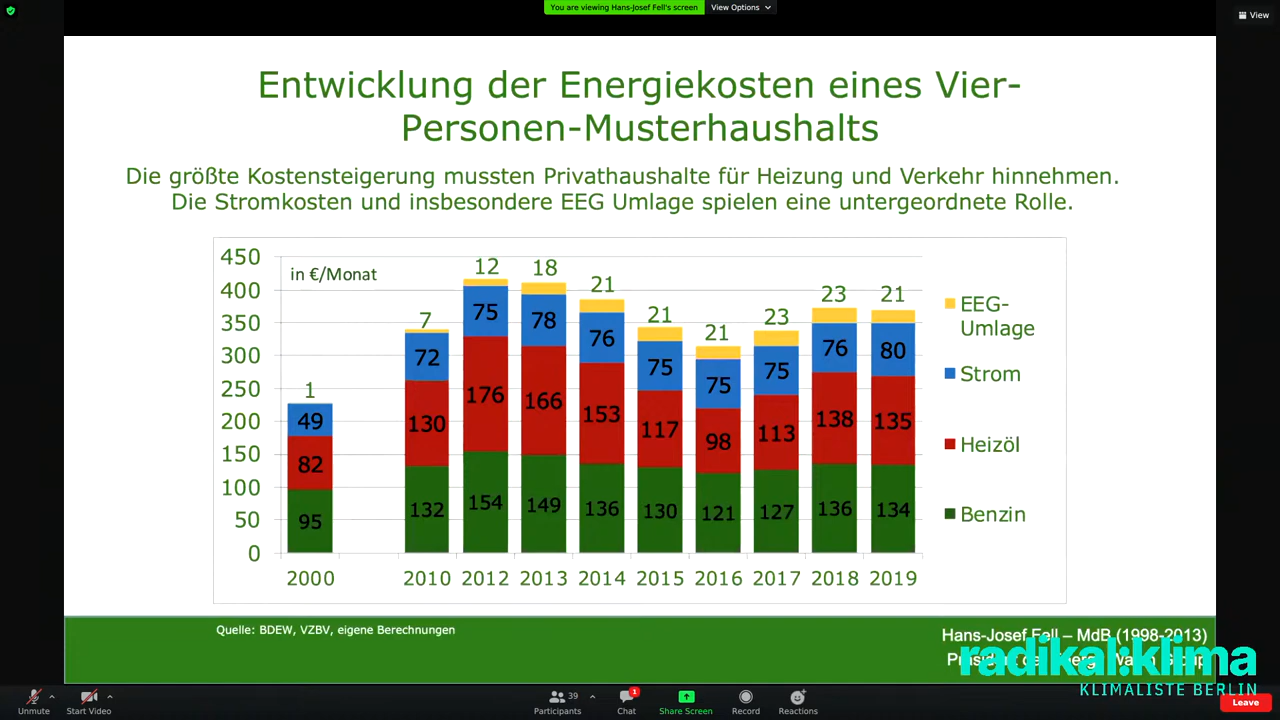 You are viewing Hans-Josef Fell's screen
View Options
View
Entwicklung der Energiekosten eines Vier-
Personen-Musterhaushalts
Die größte Kostensteigerung mussten Privathaushalte für Heizung und Verkehr hinnehmen.
Die Stromkosten und insbesondere EEG Umlage spielen eine untergeordnete Rolle.
450
400
350
300
250
200
150
100
50
0
in €/Monat
1
7
12
18
21
21
21
23
23
21
49
72
75
78
76
75
75
75
76
80
82
130
176
166
153
117
98
113
138
135
95
132
154
149
136
130
121
127
136
134
2000
2010
2012
2013
2014
2015
2016
2017
2018
2019
EEG-
Umlage
Strom
Heizöl
Benzin
Quelle: BDEW, VZBV, eigene Berechnungen
Hans-Josef Fell – MdB (1998-2013)
radikal:klima
KLIMALISTE BERLIN
Unmute
Start Video
39
Participants
1
Chat
Share Screen
Record
Reactions
Leave